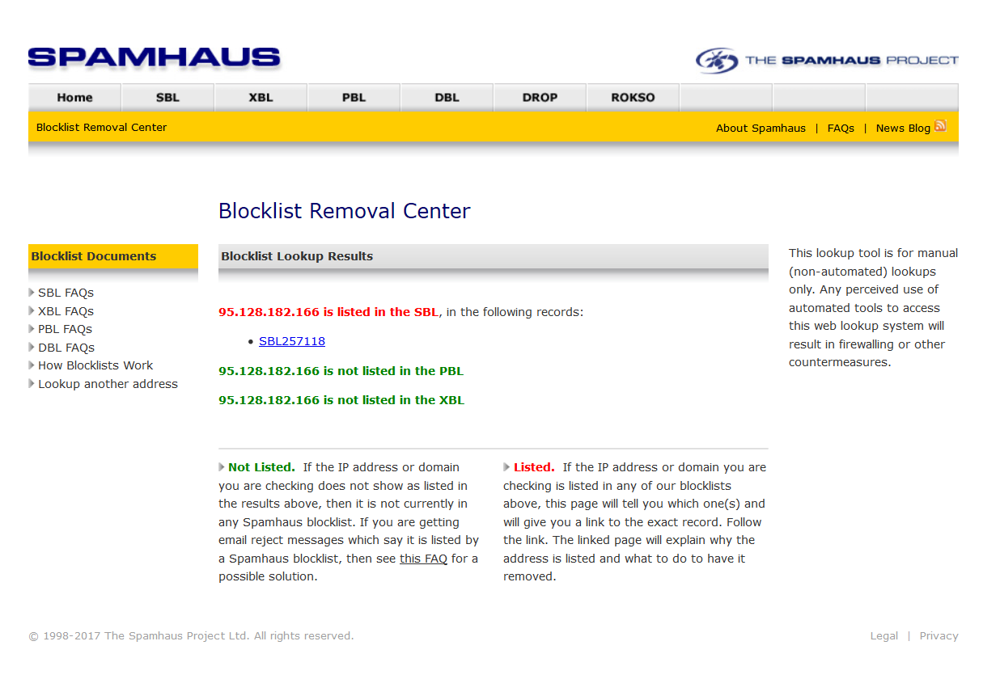 SPAMHAUS
THE SPAMHAUS PROJECT
Home SBL XBL PBL DBL DROP ROKSO
Blocklist Removal Center
About Spamhaus | FAQs | News Blog
Blocklist Removal Center
Blocklist Documents
SBL FAQs
XBL FAQs
PBL FAQs
DBL FAQs
How Blocklists Work
Lookup another address
Blocklist Lookup Results
95.128.182.166 is listed in the SBL, in the following records:
• SBL257118
95.128.182.166 is not listed in the PBL
95.128.182.166 is not listed in the XBL
Not Listed. If the IP address or domain
you are checking does not show as listed in
the results above, then it is not currently in
any Spamhaus blocklist. If you are getting
email reject messages which say it is listed by
a Spamhaus blocklist, then see this FAQ for a
possible solution.
Listed. If the IP address or domain you are
checking is listed in any of our blocklists
above, this page will tell you which one(s) and
will give you a link to the exact record. Follow
the link. The linked page will explain why the
address is listed and what to do to have it
removed.
This lookup tool is for manual
(non-automated) lookups
only. Any perceived use of
automated tools to access
this web lookup system will
result in firewalling or other
countermeasures.
© 1998-2017 The Spamhaus Project Ltd. All rights reserved.
Legal | Privacy